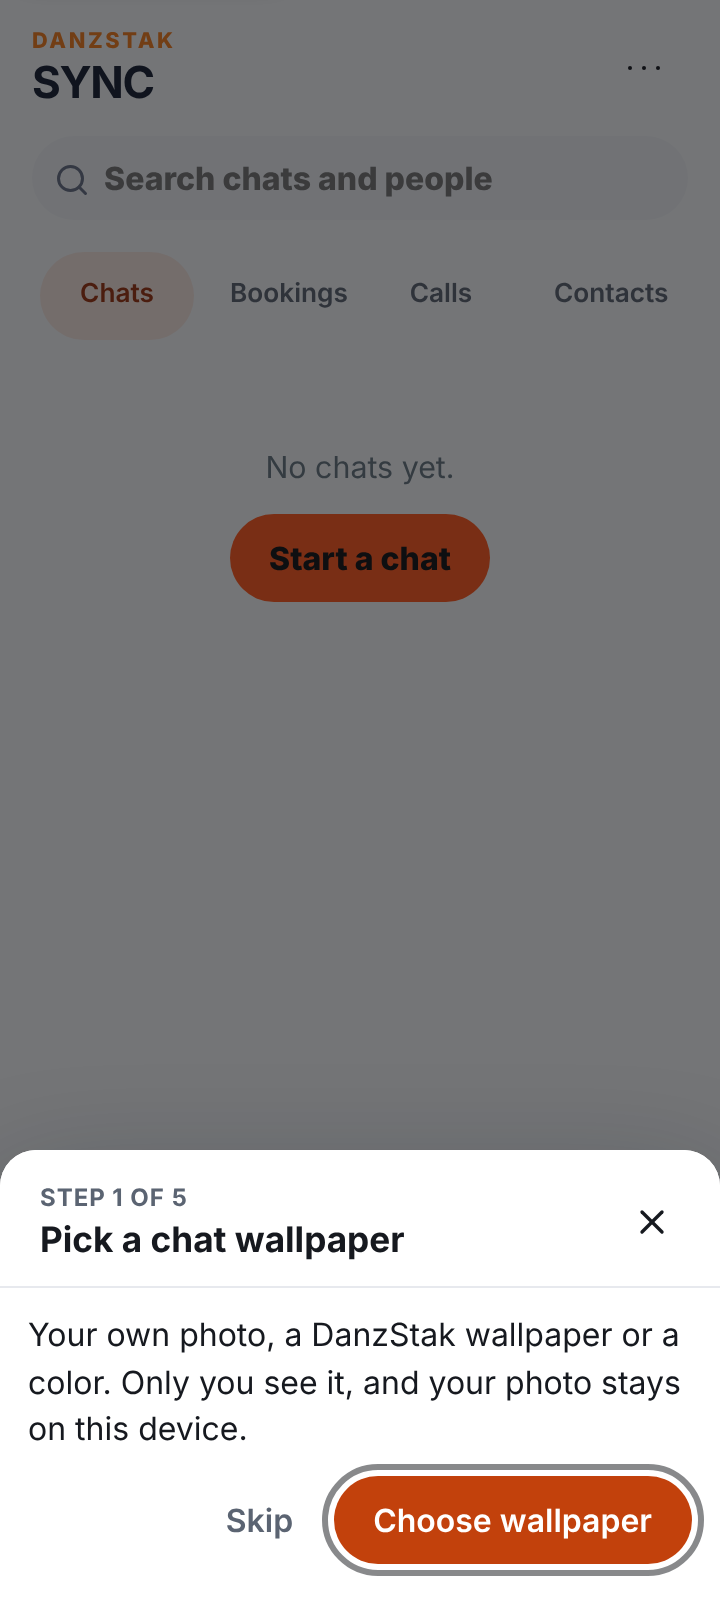 DANZSTAK
SYNC
Search chats and people
Chats Bookings Calls Contacts
No chats yet.
Start a chat
STEP 1 OF 5
Pick a chat wallpaper
Your own photo, a DanzStak wallpaper or a
color. Only you see it, and your photo stays
on this device.
Skip Choose wallpaper